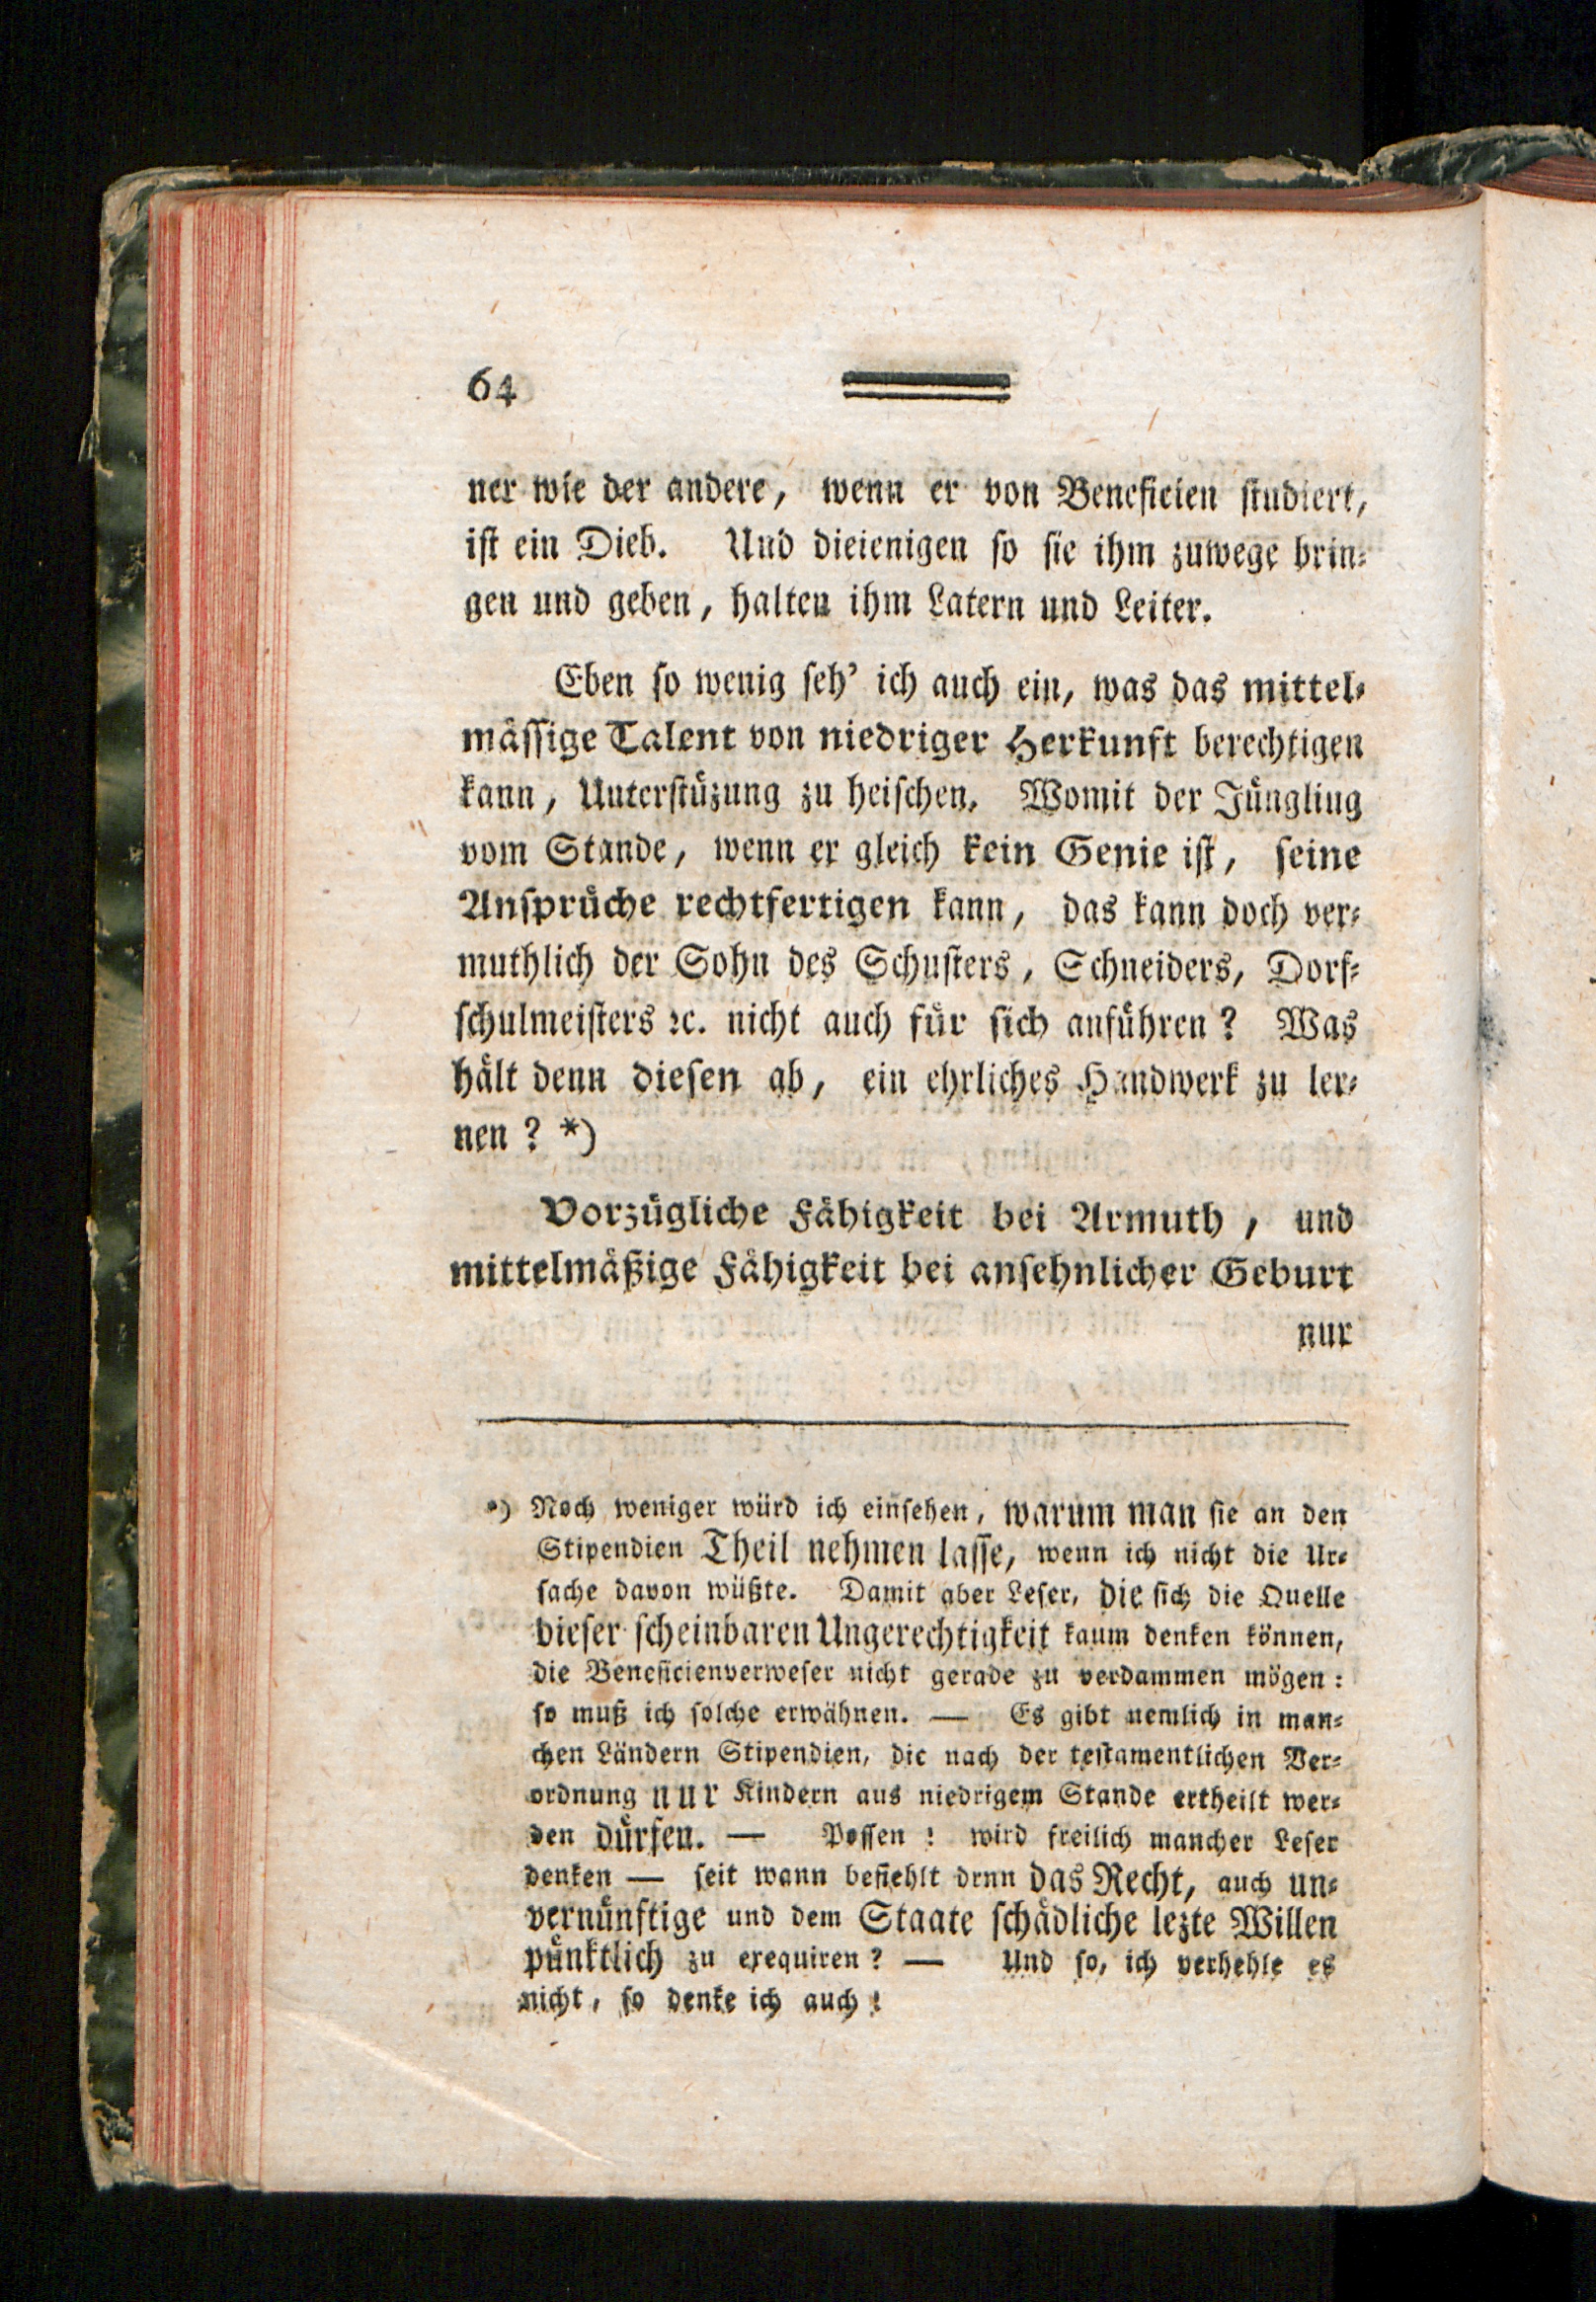 64
ner wie der andere, wenn er von Beneficien studiert,
ist ein Dieb. Und dieienigen so sie ihm zuwege brin-
gen und geben, halten ihm Latern und Leiter.
Eben so wenig seh' ich auch ein, was das mittel-
mässige Talent von niedriger Herkunft berechtigen
kann, Unterstüzung zu heischen. Womit der Jüngling
vom Stande, wenn er gleich kein Genie ist, seine
Ansprüche rechtfertigen kann, das kann doch ver-
muthlich der Sohn des Schusters, Schneiders, Dorf-
schulmeisters ꝛc. nicht auch für sich anführen? Was
hält denn diesen ab, ein ehrliches Handwerk zu ler-
nen? *)
Vorzügliche Fähigkeit bei Armuth, und
mittelmäßige Fähigkeit bei ansehnlicher Geburt
nur
*) Noch weniger würd ich einsehen, warum man sie an den
Stipendien Theil nehmen lasse, wenn ich nicht die Ur-
sache davon wüßte. Damit aber Leser, die sich die Quelle
dieser scheinbaren Ungerechtigkeit kaum denken können,
die Beneficienverweser nicht gerade zu verdammen mögen:
so muß ich solche erwähnen. — Es gibt nemlich in man-
chen Ländern Stipendien, die nach der testamentlichen Ver-
ordnung nur Kindern aus niedrigem Stande ertheilt wer-
den dürfen. — Possen! wird freilich mancher Leser
denken — seit wann befiehlt denn das Recht, auch un-
vernünftige und dem Staate schädliche lezte Willen
pünktlich zu exequiren? — Und so, ich verhehle es
nicht, so denke ich auch!